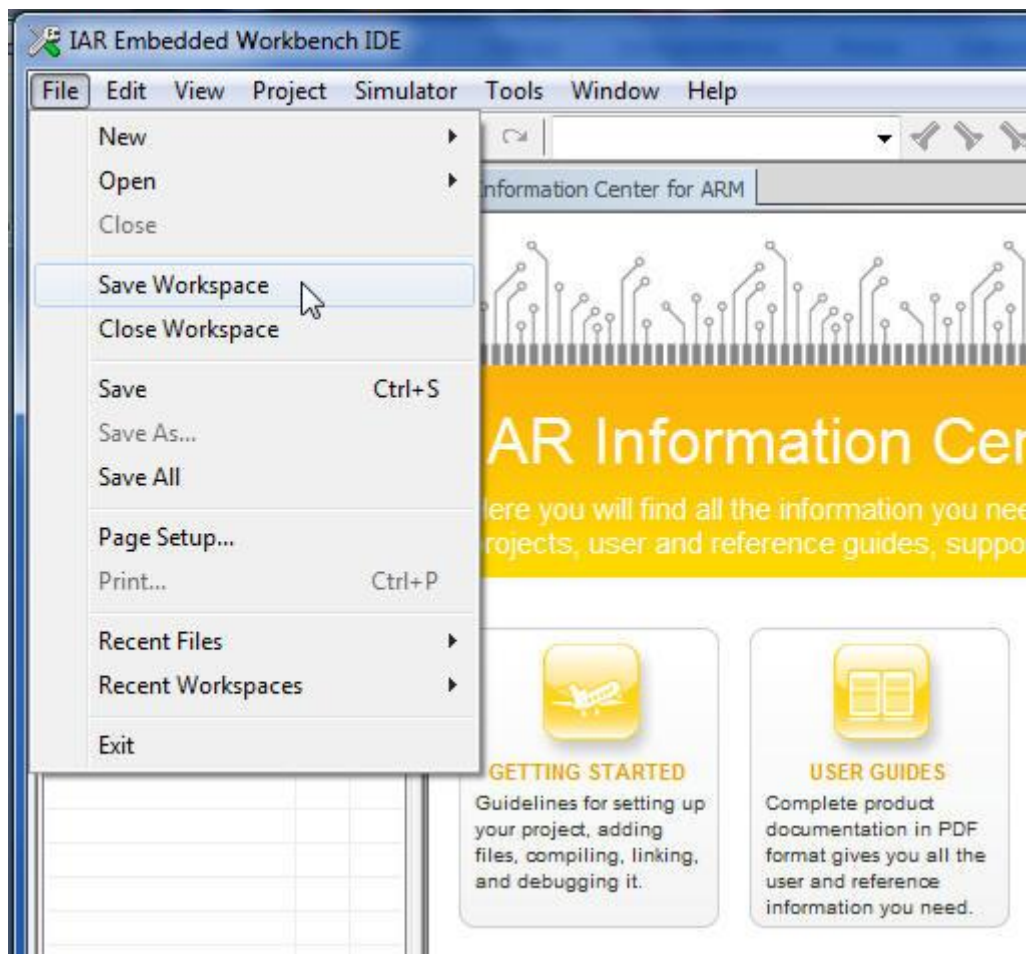 IAR Embedded Workbench IDE
File Edit View Project Simulator Tools Window Help
New
Open
Close
Save Workspace
Close Workspace
Save Ctrl+S
Save As...
Save All
Page Setup...
Print... Ctrl+P
Recent Files
Recent Workspaces
Exit
Information Center for ARM
AR Information Cen
ere you will find all the information you nee
rojects, user and reference guides, suppo
GETTING STARTED
Guidelines for setting up
your project, adding
files, compiling, linking,
and debugging it.
USER GUIDES
Complete product
documentation in PDF
format gives you all the
user and reference
information you need.